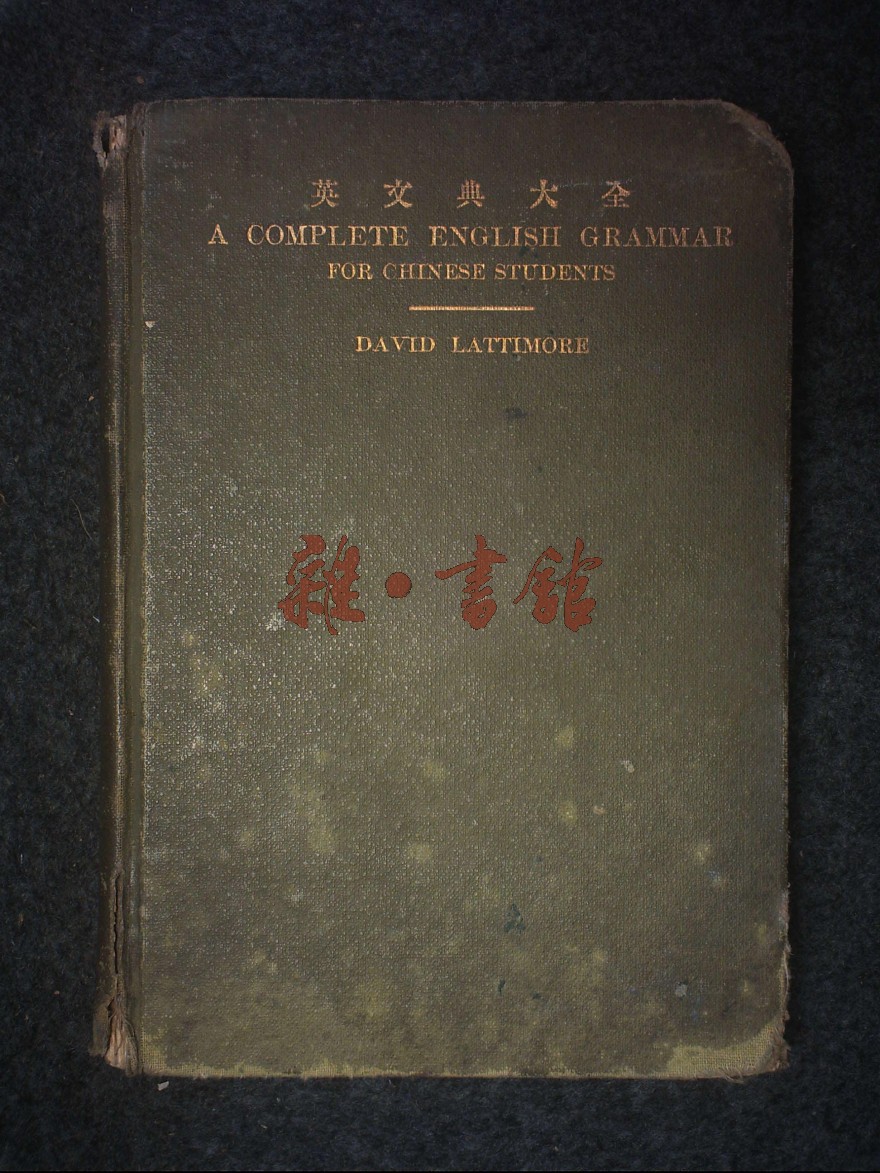 英文典大全
A COMPLETE ENGLISH GRAMMAR
FOR CHINESE STUDENTS
DAVID LATTIMORE
雜·書館